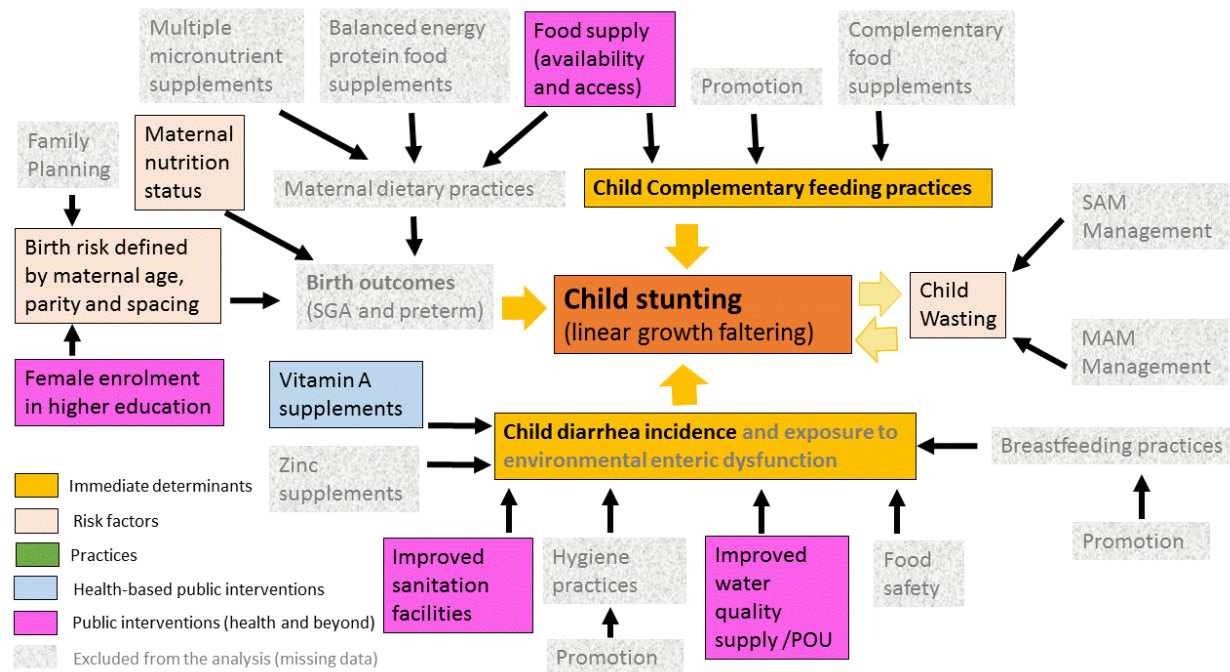 Multiple
micronutrient
supplements
Balanced energy
protein food
supplements
Food supply
(availability
and access)
Promotion
Complementary
food
supplements
Family
Planning
Maternal
nutrition
status
Maternal dietary practices
Child Complementary feeding practices
SAM
Management
Birth risk defined
by maternal age,
parity and spacing
Birth outcomes
(SGA and preterm)
Child stunting
(linear growth faltering)
Child
Wasting
MAM
Management
Female enrolment
in higher education
Vitamin A
supplements
Child diarrhea incidence and exposure to
environmental enteric dysfunction
Breastfeeding practices
Zinc
supplements
Promotion
Improved
sanitation
facilities
Hygiene
practices
Promotion
Improved
water
quality
supply /POU
Food
safety
Immediate determinants
Risk factors
Practices
Health-based public interventions
Public interventions (health and beyond)
Excluded from the analysis (missing data)